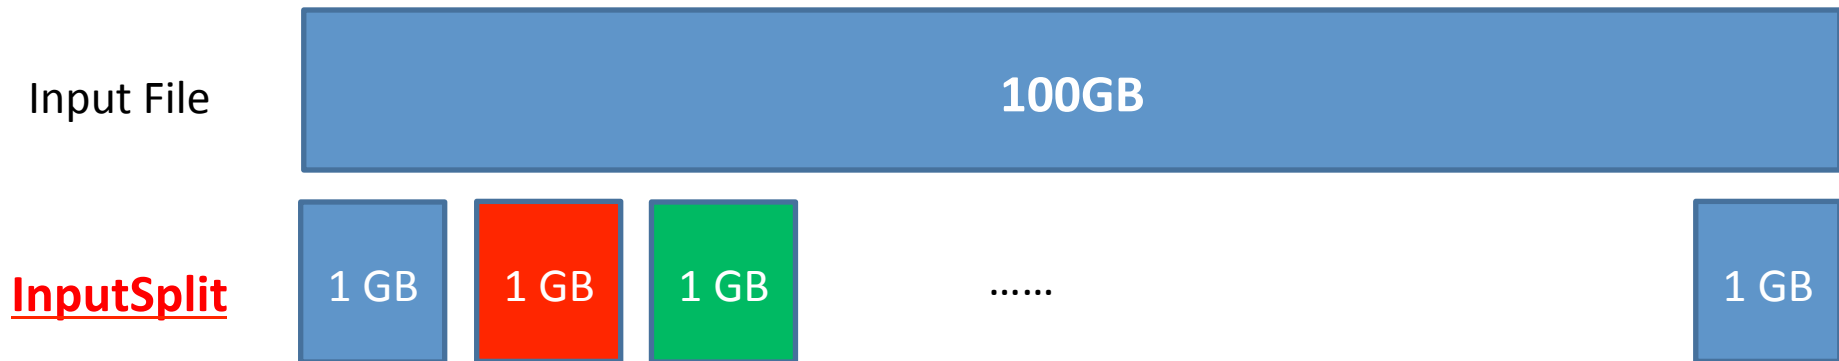 Input File
100GB
InputSplit
1 GB
1 GB
1 GB
......
1 GB